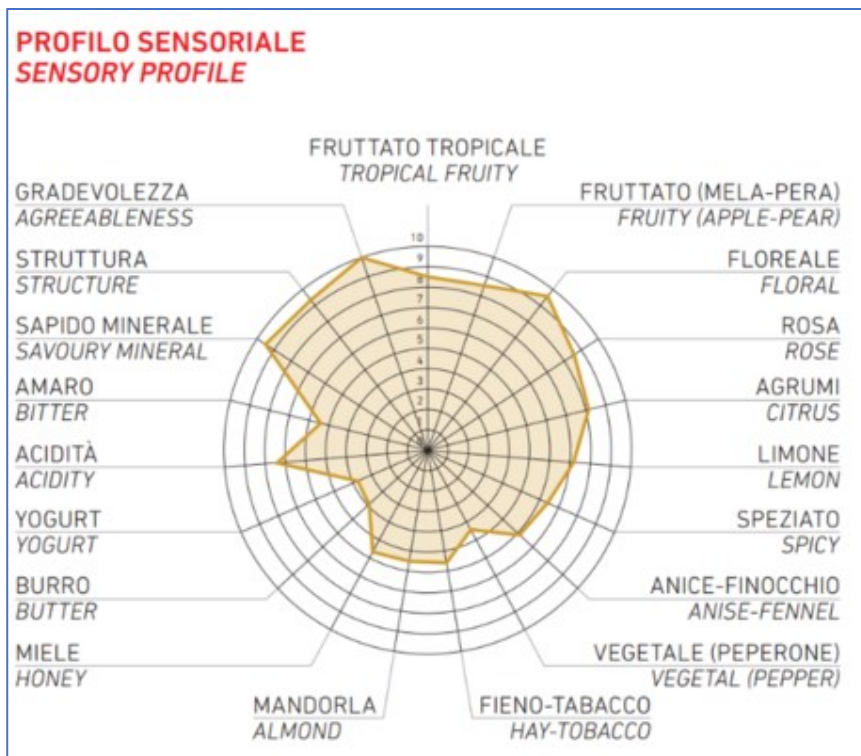 PROFILO SENSORIALE
SENSORY PROFILE
FRUTTATO TROPICALE
TROPICAL FRUITY
FRUTTATO (MELA-PERA)
FRUITY (APPLE-PEAR)
FLOREALE
FLORAL
ROSA
ROSE
AGRUMI
CITRUS
LIMONE
LEMON
SPEZIATO
SPICY
ANICE-FINOCCHIO
ANISE-FENNEL
VEGETALE (PEPERONE)
VEGETAL (PEPPER)
FIENO-TABACCO
HAY-TOBACCO
MANDORLA
ALMOND
MIELE
HONEY
BURRO
BUTTER
YOGURT
YOGURT
ACIDITÀ
ACIDITY
AMARO
BITTER
SAPIDO MINERALE
SAVOURY MINERAL
STRUTTURA
STRUCTURE
GRADEVOLEZZA
AGREEABLENESS
10
9
8
7
6
5
4
3
2
1